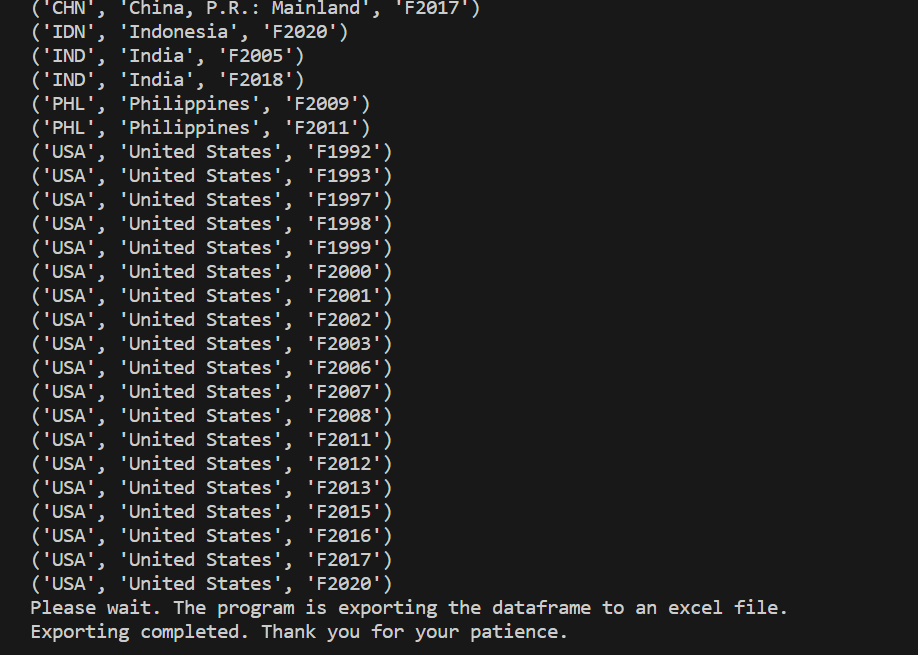 ('CHN', 'China, P.R.: Mainland', 'F2017')
('IDN', 'Indonesia', 'F2020')
('IND', 'India', 'F2005')
('IND', 'India', 'F2018')
('PHL', 'Philippines', 'F2009')
('PHL', 'Philippines', 'F2011')
('USA', 'United States', 'F1992')
('USA', 'United States', 'F1993')
('USA', 'United States', 'F1997')
('USA', 'United States', 'F1998')
('USA', 'United States', 'F1999')
('USA', 'United States', 'F2000')
('USA', 'United States', 'F2001')
('USA', 'United States', 'F2002')
('USA', 'United States', 'F2003')
('USA', 'United States', 'F2006')
('USA', 'United States', 'F2007')
('USA', 'United States', 'F2008')
('USA', 'United States', 'F2011')
('USA', 'United States', 'F2012')
('USA', 'United States', 'F2013')
('USA', 'United States', 'F2015')
('USA', 'United States', 'F2016')
('USA', 'United States', 'F2017')
('USA', 'United States', 'F2020')
Please wait. The program is exporting the dataframe to an excel file.
Exporting completed. Thank you for your patience.